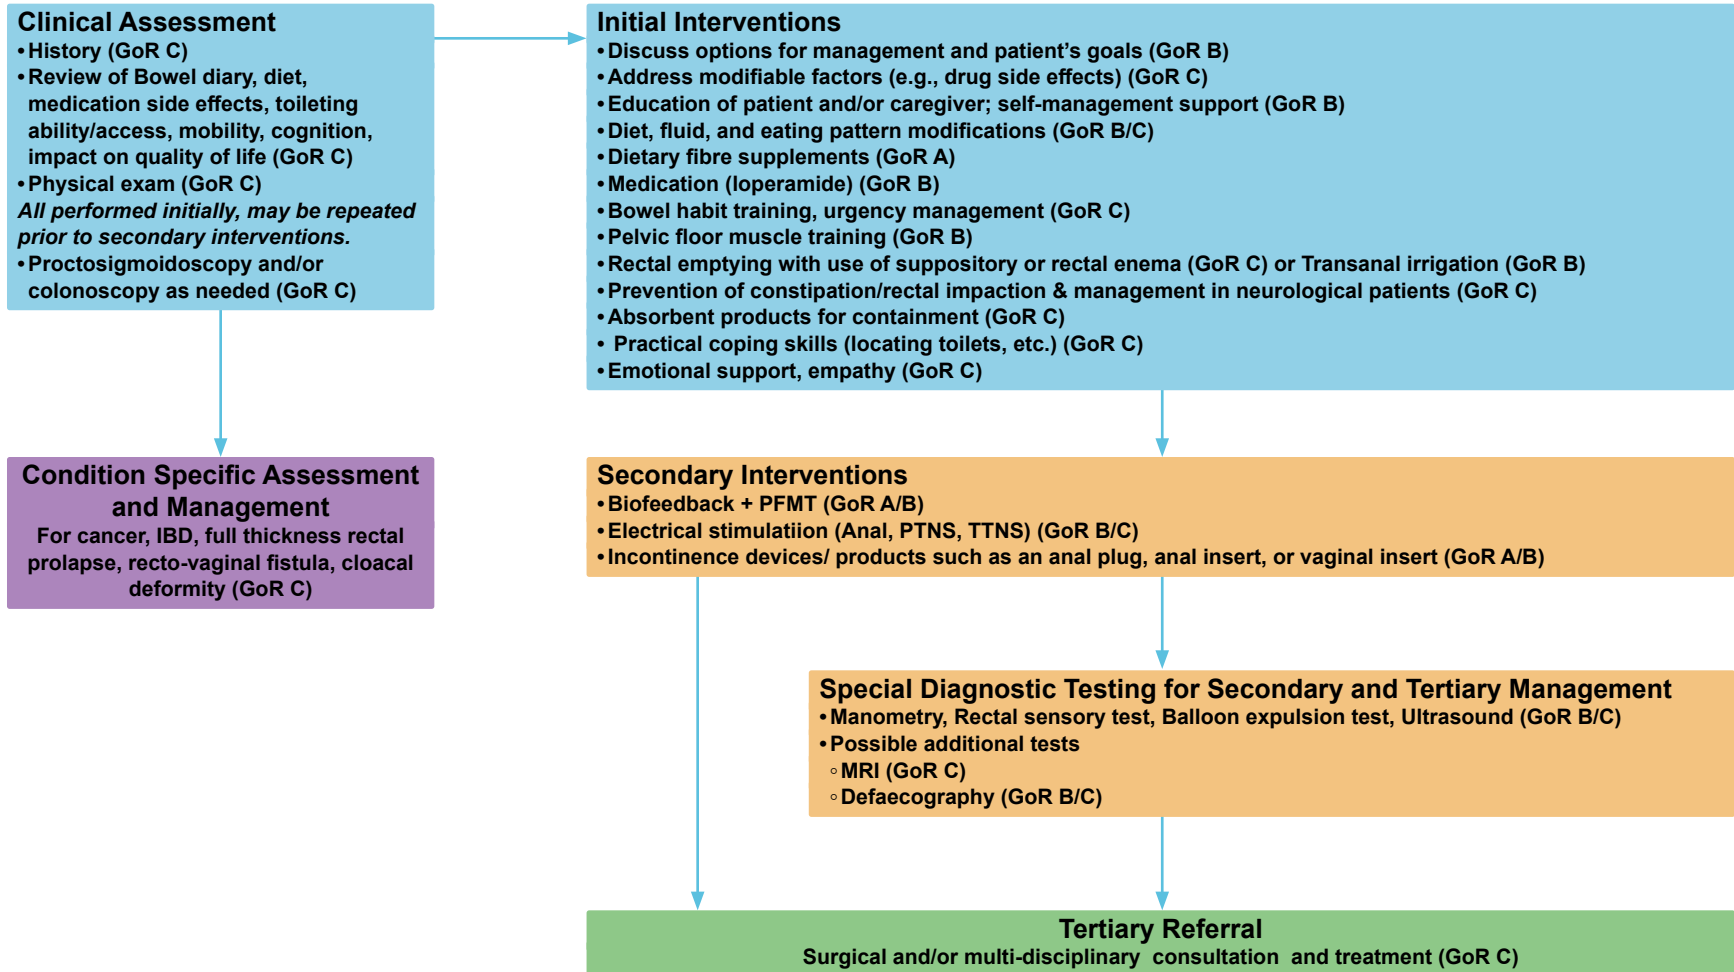 Clinical Assessment
•History (GoR C)
•Review of Bowel diary, diet,
medication side effects, toileting
ability/access, mobility, cognition,
impact on quality of life (GoR C)
•Physical exam (GoR C)
All performed initially, may be repeated
prior to secondary interventions.
•Proctosigmoidoscopy and/or
colonoscopy as needed (GoR C)
Initial Interventions
•Discuss options for management and patient's goals (GoR B)
•Address modifiable factors (e.g., drug side effects) (GoR C)
•Education of patient and/or caregiver; self-management support (GoR B)
•Diet, fluid, and eating pattern modifications (GoR B/C)
•Dietary fibre supplements (GoR A)
•Medication (loperamide) (GoR B)
•Bowel habit training, urgency management (GoR C)
•Pelvic floor muscle training (GoR B)
•Rectal emptying with use of suppository or rectal enema (GoR C) or Transanal irrigation (GoR B)
•Prevention of constipation/rectal impaction & management in neurological patients (GoR C)
•Absorbent products for containment (GoR C)
• Practical coping skills (locating toilets, etc.) (GoR C)
•Emotional support, empathy (GoR C)
Condition Specific Assessment
and Management
For cancer, IBD, full thickness rectal
prolapse, recto-vaginal fistula, cloacal
deformity (GoR C)
Secondary Interventions
•Biofeedback + PFMT (GoR A/B)
•Electrical stimulatiion (Anal, PTNS, TTNS) (GoR B/C)
•Incontinence devices/ products such as an anal plug, anal insert, or vaginal insert (GoR A/B)
Special Diagnostic Testing for Secondary and Tertiary Management
•Manometry, Rectal sensory test, Balloon expulsion test, Ultrasound (GoR B/C)
•Possible additional tests
◦MRI (GoR C)
◦Defaecography (GoR B/C)
Tertiary Referral
Surgical and/or multi-disciplinary consultation and treatment (GoR C)